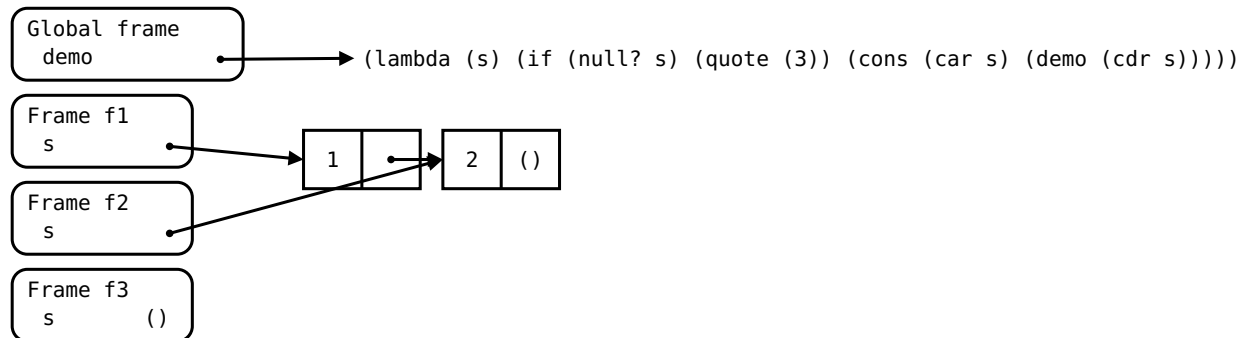 Global frame
demo (lambda (s) (if (null? s) (quote (3)) (cons (car s) (demo (cdr s)))))
Frame f1
s
1 2 ()
Frame f2
s
Frame f3
s ()